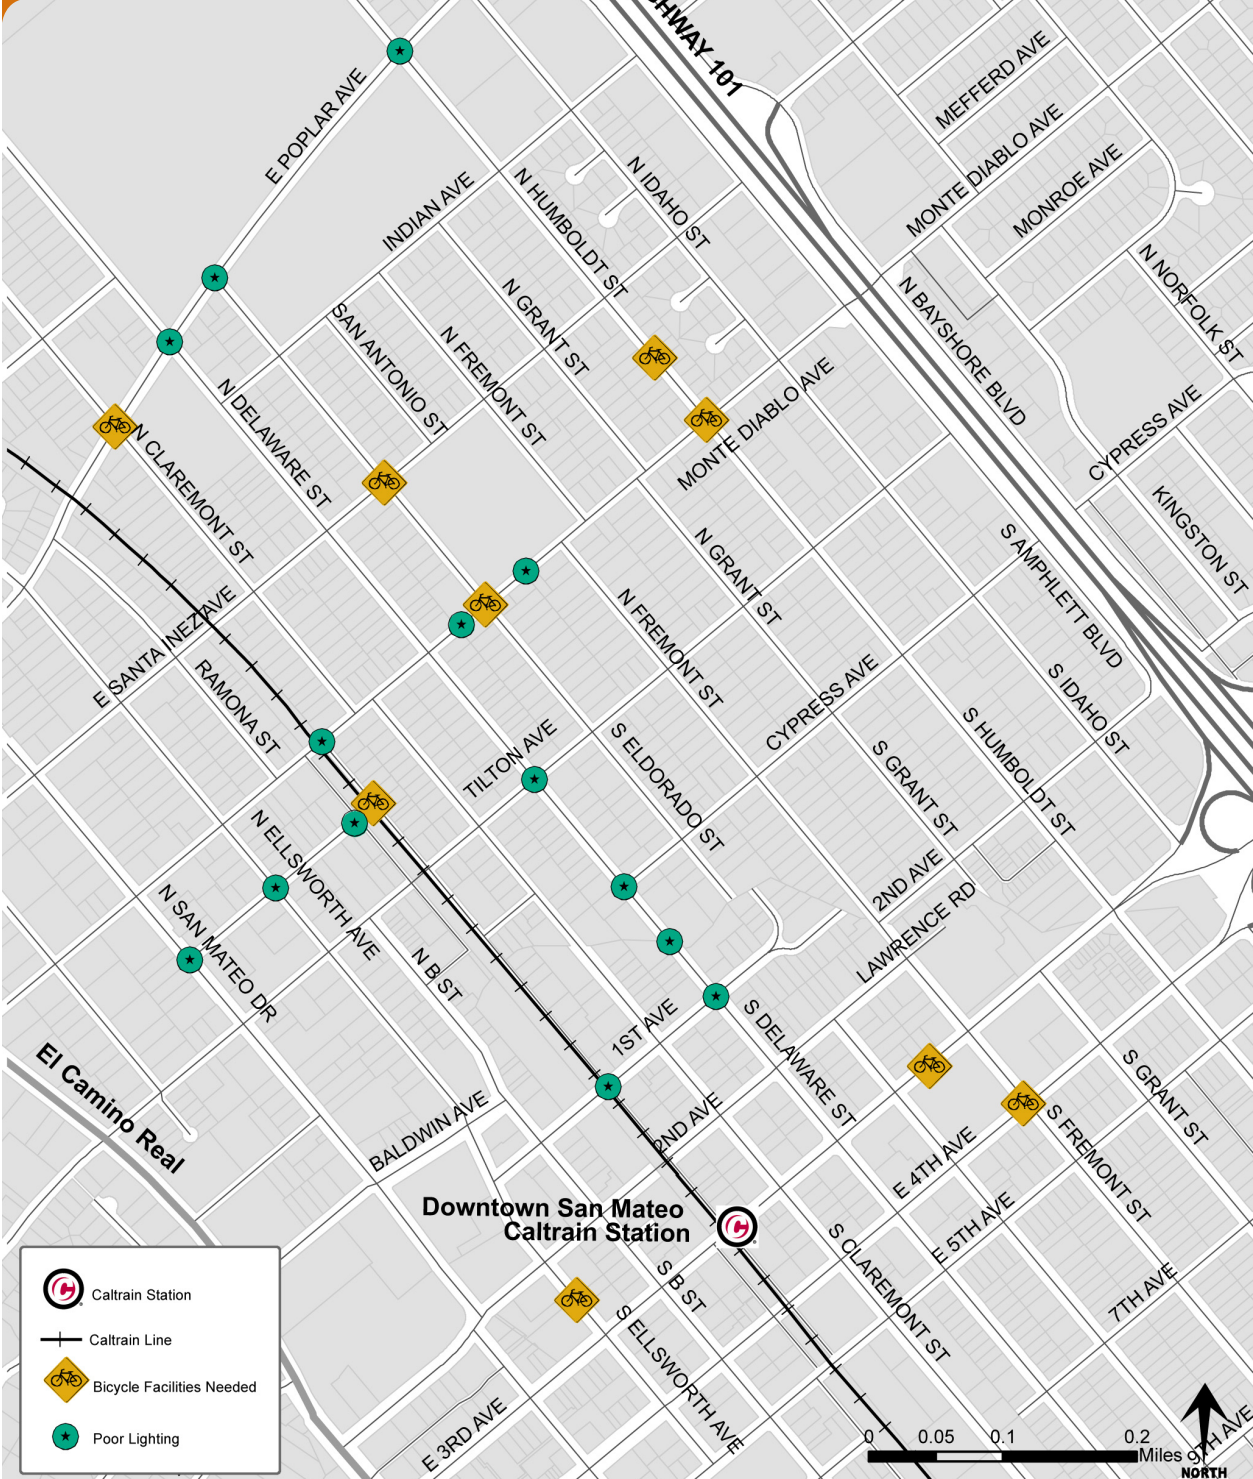 HIGHWAY 101
MEFFERD AVE
E POPLAR AVE
MONTE DIABLO AVE
MONROE AVE
N IDAHO ST
INDIAN AVE
N HUMBOLDT ST
N NORFOLK ST
N BAYSHORE BLVD
N GRANT ST
SAN ANTONIO ST
N FREMONT ST
N DELAWARE ST
MONTE DIABLO AVE
CYPRESS AVE
N CLAREMONT ST
KINGSTON ST
S AMPHLETT BLVD
N GRANT ST
E SANTA INEZ AVE
N FREMONT ST
RAMONA ST
CYPRESS AVE
S IDAHO ST
S HUMBOLDT ST
TILTON AVE
S ELDORADO ST
S GRANT ST
N ELLSWORTH AVE
2ND AVE
N SAN MATEO DR
LAWRENCE RD
N B ST
1ST AVE
S DELAWARE ST
El Camino Real
S GRANT ST
BALDWIN AVE
2ND AVE
S FREMONT ST
E 4TH AVE
Downtown San Mateo
Caltrain Station
E 5TH AVE
S CLAREMONT ST
S B ST
7TH AVE
S ELLSWORTH AVE
E 3RD AVE
TH AVE
Caltrain Station
Caltrain Line
Bicycle Facilities Needed
Poor Lighting
0 0.05 0.1 0.2
Miles
NORTH